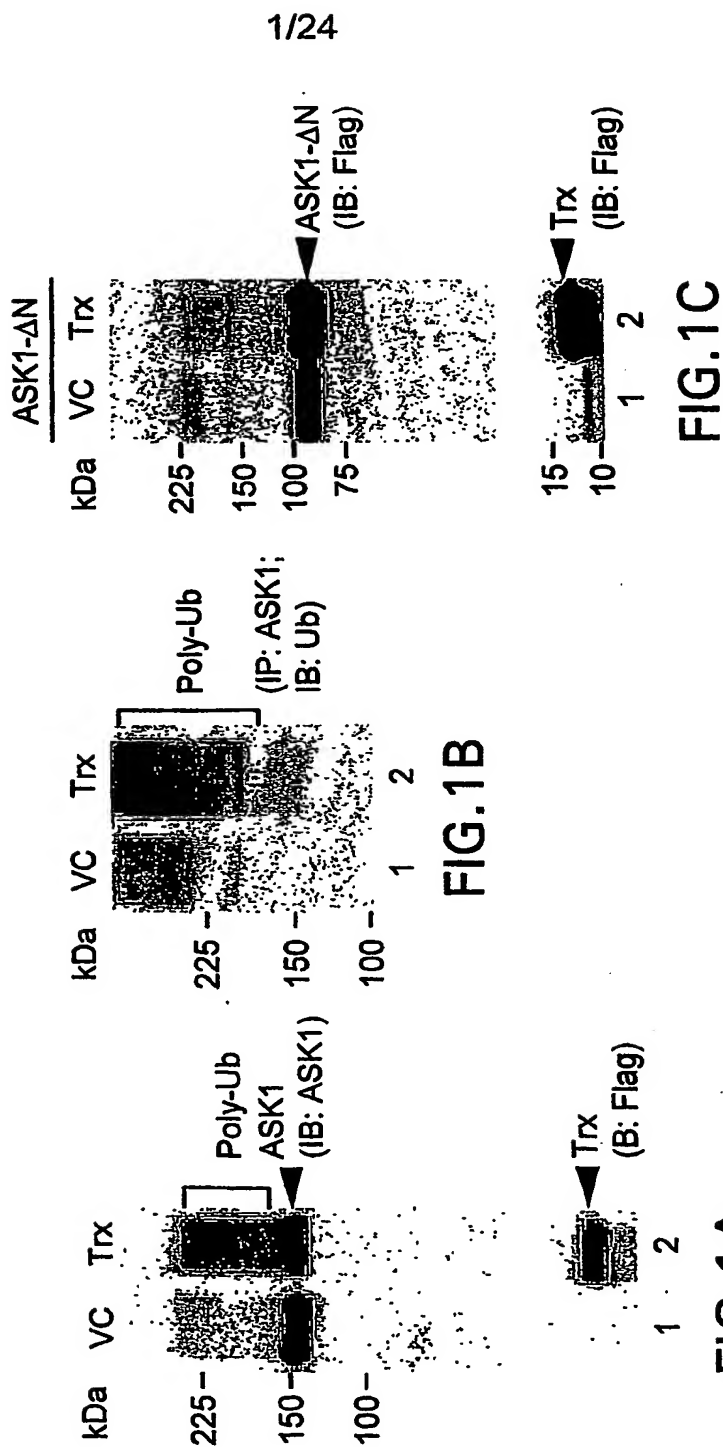 1/24
kDa VC Trx
225
150
100
Poly-Ub
ASK1
(IB: ASK1)
Trx
(B: Flag)
1 2
kDa VC Trx
225
150
100
Poly-Ub
(IP: ASK1;
IB: Ub)
1 2
FIG.1B
ASK1-ΔN
kDa VC Trx
225
150
100
75
ASK1-ΔN
(IB: Flag)
15
10
Trx
(IB: Flag)
1 2
FIG.1C